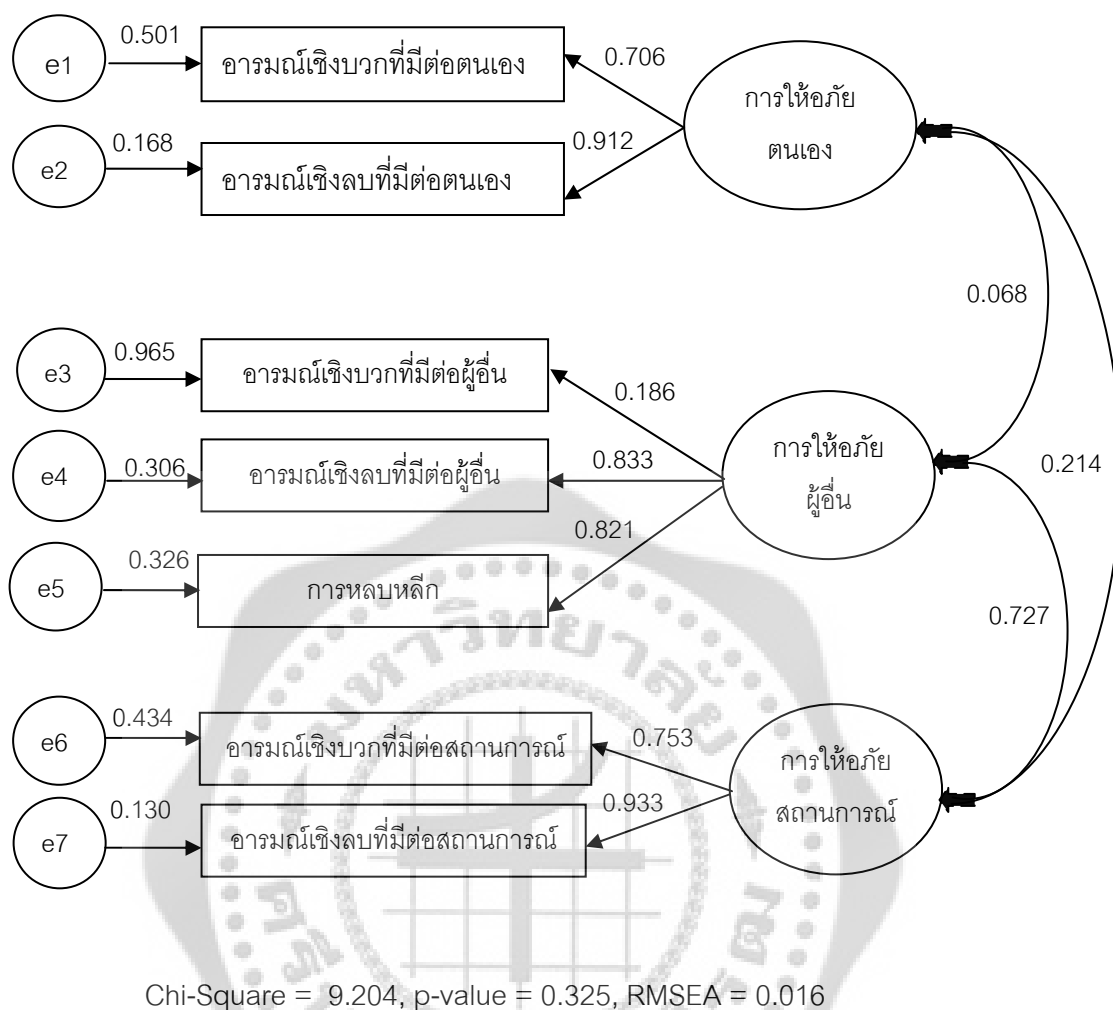 e1
0.501
อารมณ์เชิงบวกที่มีต่อตนเอง
0.706
การให้อภัย
ตนเอง
e2
0.168
อารมณ์เชิงลบที่มีต่อตนเอง
0.912
0.068
e3
0.965
อารมณ์เชิงบวกที่มีต่อผู้อื่น
0.186
การให้อภัย
ผู้อื่น
e4
0.306
อารมณ์เชิงลบที่มีต่อผู้อื่น
0.833
0.214
e5
0.326
การหลบหลีก
0.821
0.727
e6
0.434
อารมณ์เชิงบวกที่มีต่อสถานการณ์
0.753
การให้อภัย
สถานการณ์
e7
0.130
อารมณ์เชิงลบที่มีต่อสถานการณ์
0.933
Chi-Square = 9.204, p-value = 0.325, RMSEA = 0.016